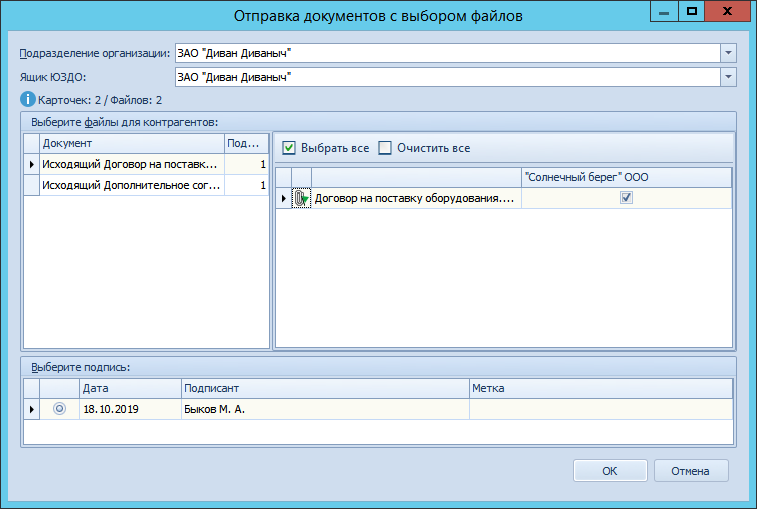 Отправка документов с выбором файлов
Подразделение организации: ЗАО "Диван Диваныч"
Ящик ЮЗДО: ЗАО "Диван Диваныч"
Карточек: 2 / Файлов: 2
Выберите файлы для контрагентов:
Документ Под...
Исходящий Договор на поставк... 1
Исходящий Дополнительное сог... 1
Выбрать все Очистить все
"Солнечный берег" ООО
Договор на поставку оборудования....
Выберите подпись:
Дата Подписант Метка
18.10.2019 Быков М. А.
ОК Отмена